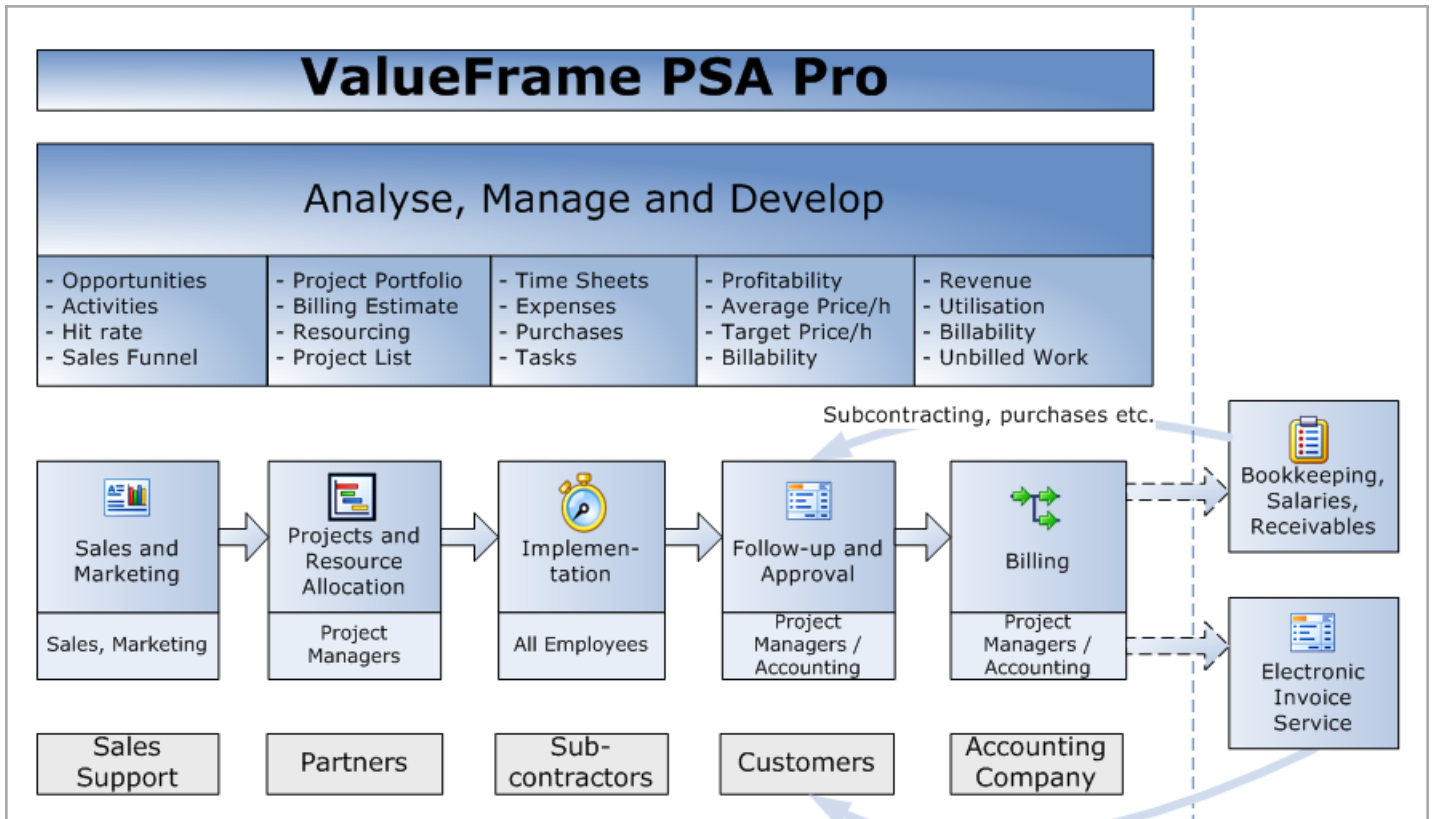 ValueFrame PSA Pro
Analyse, Manage and Develop
- Opportunities
- Activities
- Hit rate
- Sales Funnel
- Project Portfolio
- Billing Estimate
- Resourcing
- Project List
- Time Sheets
- Expenses
- Purchases
- Tasks
- Profitability
- Average Price/h
- Target Price/h
- Billability
- Revenue
- Utilisation
- Billability
- Unbilled Work
Subcontracting, purchases etc.
Sales and
Marketing
Sales, Marketing
Projects and
Resource
Allocation
Project
Managers
Implemen-
tation
All Employees
Follow-up and
Approval
Project
Managers /
Accounting
Billing
Project
Managers /
Accounting
Bookkeeping,
Salaries,
Receivables
Electronic
Invoice
Service
Sales
Support
Partners
Sub-
contractors
Customers
Accounting
Company